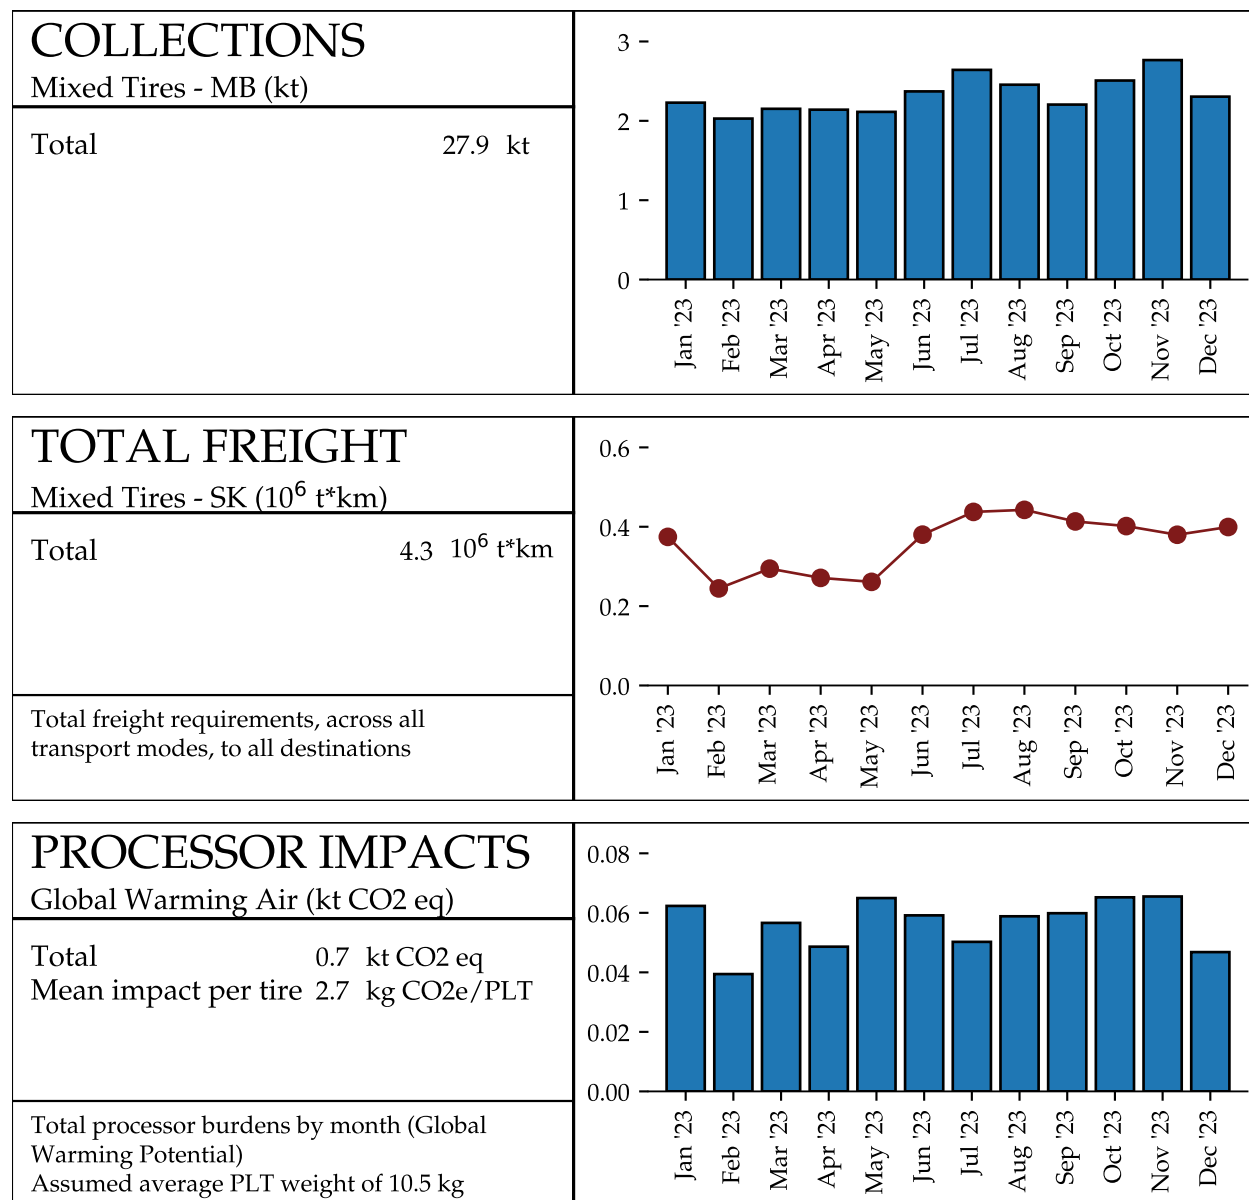 COLLECTIONS
Mixed Tires - MB (kt)
Total 27.9 kt
3
2
1
0
Jan '23
Feb '23
Mar '23
Apr '23
May '23
Jun '23
Jul '23
Aug '23
Sep '23
Oct '23
Nov '23
Dec '23
TOTAL FREIGHT
Mixed Tires - SK (10⁶ t*km)
Total 4.3 10⁶ t*km
Total freight requirements, across all
transport modes, to all destinations
0.6
0.4
0.2
0.0
Jan '23
Feb '23
Mar '23
Apr '23
May '23
Jun '23
Jul '23
Aug '23
Sep '23
Oct '23
Nov '23
Dec '23
PROCESSOR IMPACTS
Global Warming Air (kt CO2 eq)
Total 0.7 kt CO2 eq
Mean impact per tire 2.7 kg CO2e/PLT
Total processor burdens by month (Global
Warming Potential)
Assumed average PLT weight of 10.5 kg
0.08
0.06
0.04
0.02
0.00
Jan '23
Feb '23
Mar '23
Apr '23
May '23
Jun '23
Jul '23
Aug '23
Sep '23
Oct '23
Nov '23
Dec '23